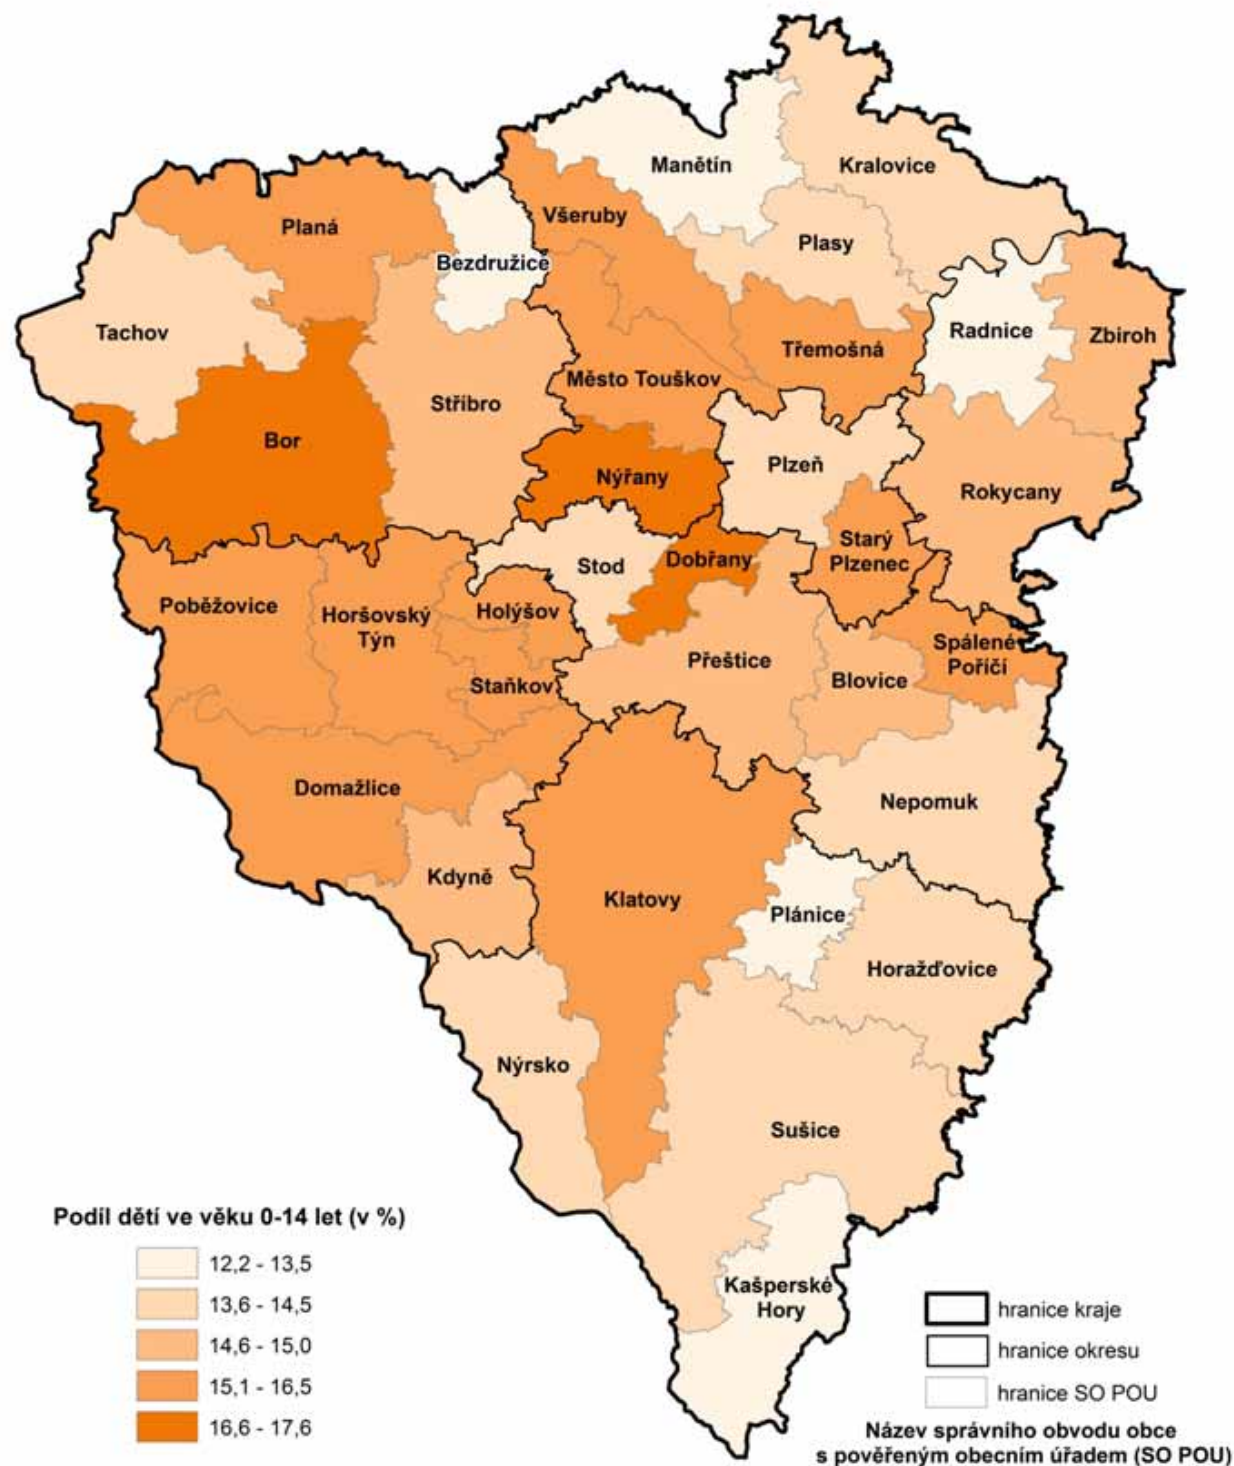 Manětín
Kralovice
Všeruby
Planá
Plasy
Bezdružice
Tachov
Radnice
Zbiroh
Třemošná
Město Touškov
Stříbro
Bor
Plzeň
Nýřany
Rokycany
Starý
Plzenec
Dobřany
Stod
Poběžovice
Horšovský
Týn
Holýšov
Spálené
Poříčí
Přeštice
Blovice
Staňkov
Domažlice
Nepomuk
Kdyně
Klatovy
Plánice
Horažďovice
Nýrsko
Sušice
Kašperské
Hory
Podíl dětí ve věku 0-14 let (v %)
12,2 - 13,5
13,6 - 14,5
14,6 - 15,0
15,1 - 16,5
16,6 - 17,6
hranice kraje
hranice okresu
hranice SO POU
Název správního obvodu obce
s pověřeným obecním úřadem (SO POU)